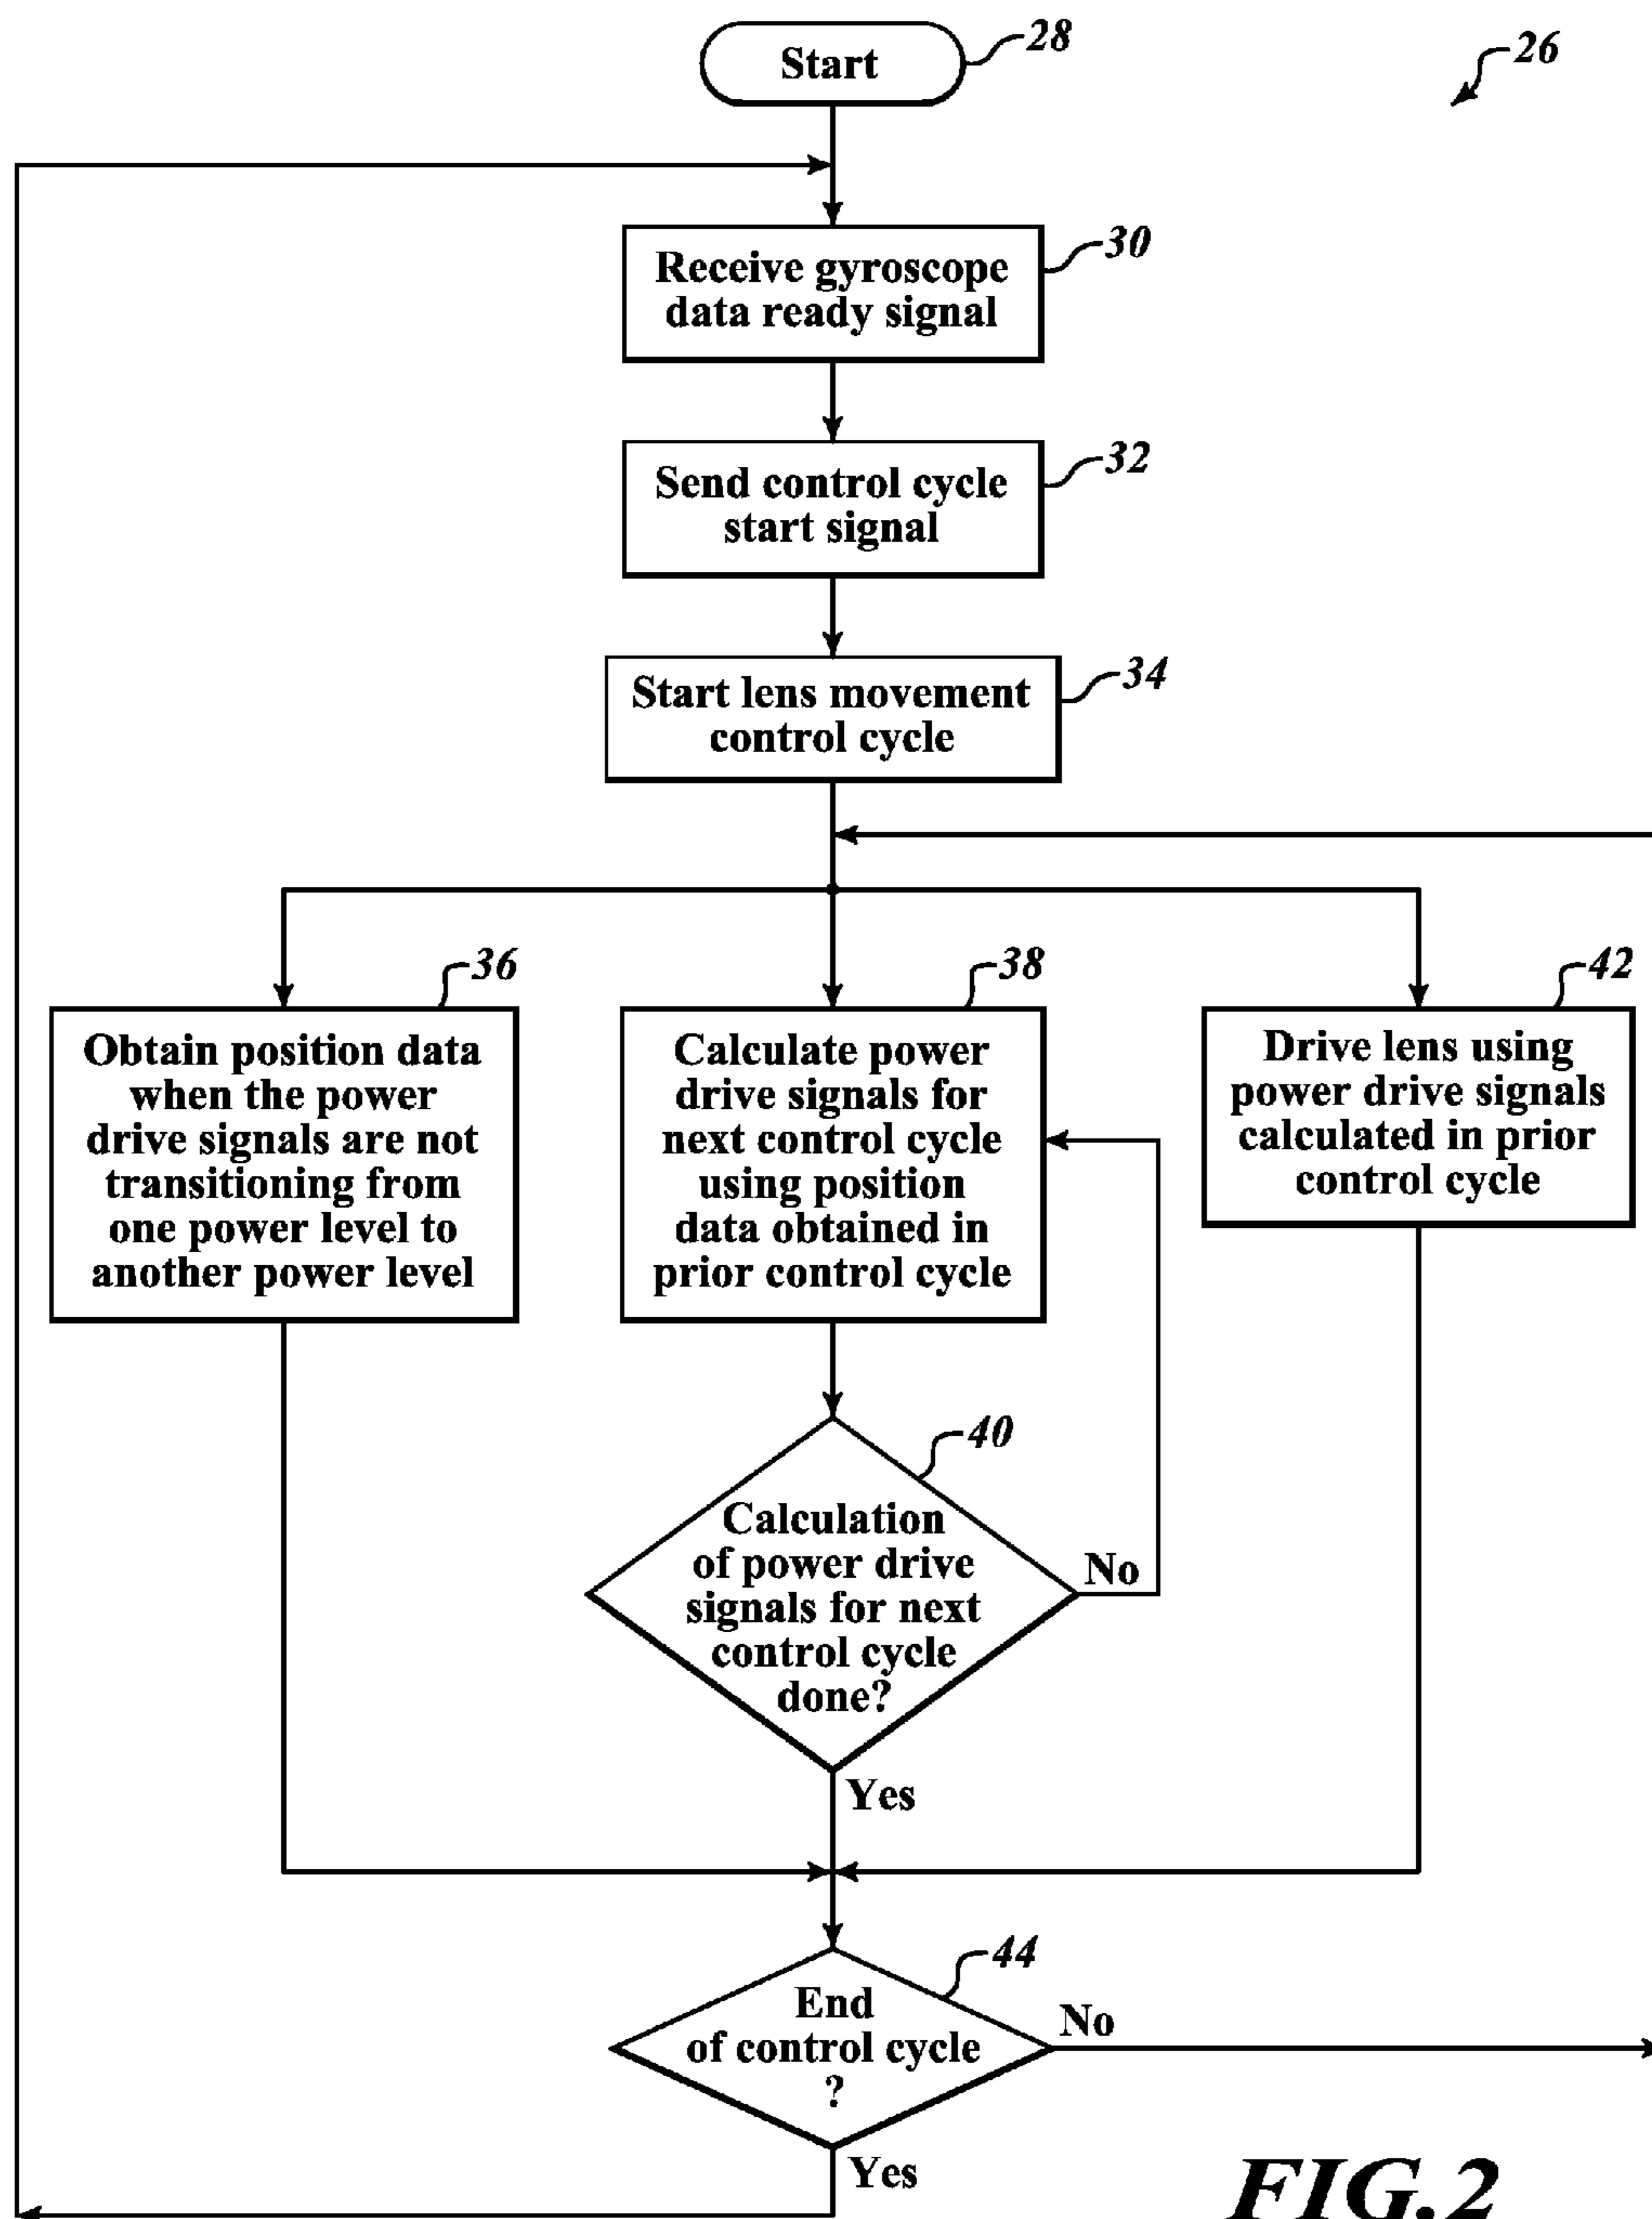 Start
28
26
Receive gyroscope
data ready signal
30
Send control cycle
start signal
32
Start lens movement
control cycle
34
36
Obtain position data
when the power
drive signals are not
transitioning from
one power level to
another power level
38
Calculate power
drive signals for
next control cycle
using position
data obtained in
prior control cycle
42
Drive lens using
power drive signals
calculated in prior
control cycle
40
Calculation
of power drive
signals for next
control cycle
done?
No
Yes
44
End
of control cycle
?
No
Yes
FIG.2